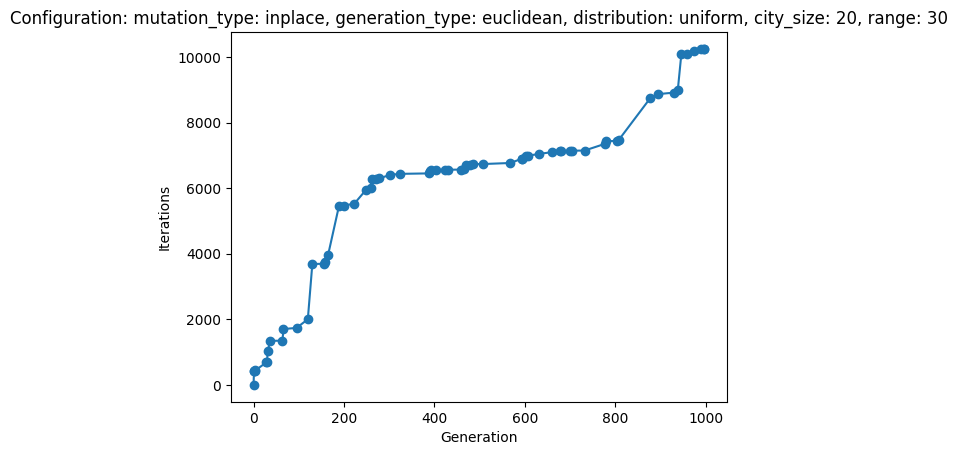 Configuration: mutation_type: inplace, generation_type: euclidean, distribution: uniform, city_size: 20, range: 30
10000
8000
6000
4000
2000
0
Iterations
0 200 400 600 800 1000
Generation